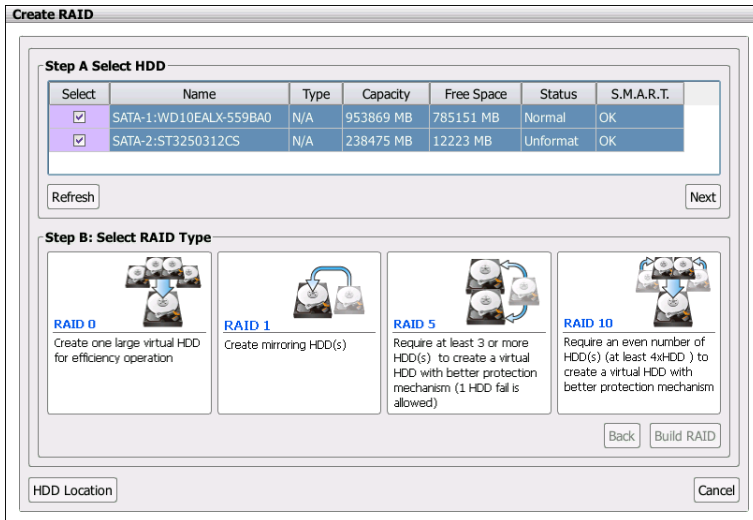 Create RAID
Step A Select HDD
Select Name Type Capacity Free Space Status S.M.A.R.T.
SATA-1:WD10EALX-559BA0 N/A 953869 MB 785151 MB Normal OK
SATA-2:ST3250312CS N/A 238475 MB 12223 MB Unformat OK
Refresh Next
Step B: Select RAID Type
RAID 0
Create one large virtual HDD
for efficiency operation
RAID 1
Create mirroring HDD(s)
RAID 5
Require at least 3 or more
HDD(s) to create a virtual
HDD with better protection
mechanism (1 HDD fail is
allowed)
RAID 10
Require an even number of
HDD(s) (at least 4xHDD ) to
create a virtual HDD with
better protection mechanism
Back Build RAID
HDD Location Cancel